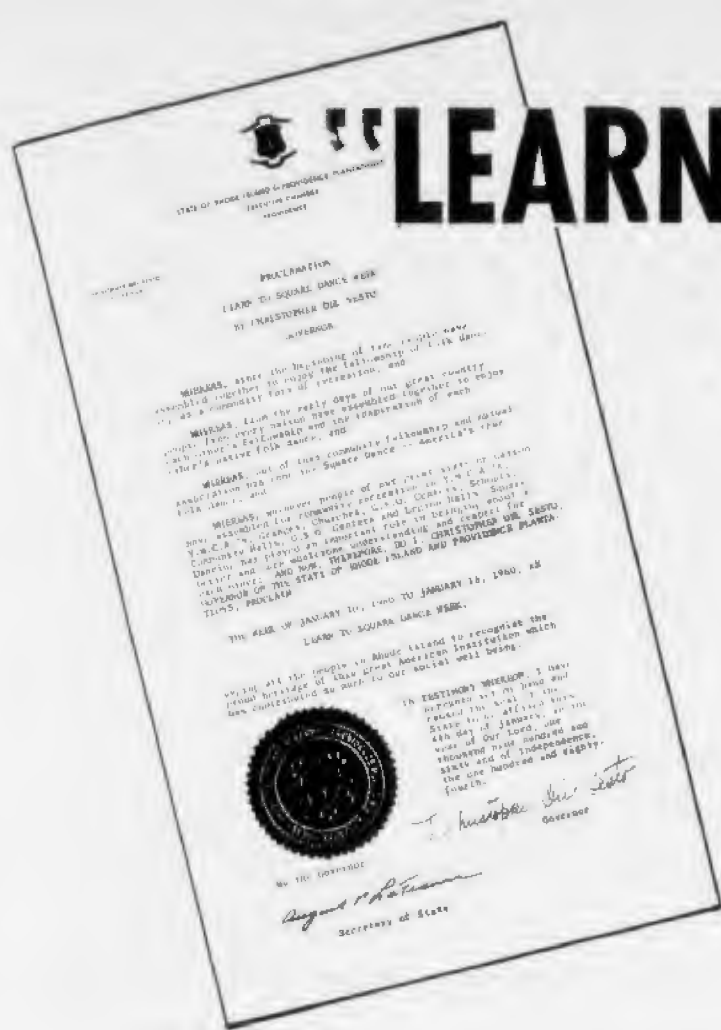 "LEARN
STATE OF RHODE ISLAND & PROVIDENCE PLANTATIONS
EXECUTIVE CHAMBER
PROVIDENCE
PROCLAMATION
LEARN TO SQUARE DANCE WEEK
BY CHRISTOPHER DEL SESTO
GOVERNOR
WHEREAS, since the beginning of time people have
assembled together to enjoy the fellowship of folk dance
as a community form of recreation, and
WHEREAS, from the early days of our great country
people from every nation have assembled together to enjoy
each other's fellowship and the inspiration of each
other's native folk dance, and
WHEREAS, out of this community fellowship and mutual
association has come the Square Dance America's true
folk dance, and
WHEREAS, whenever people of our great state or nation
have assembled for community recreation in Y.M.C.A.'s,
Y.W.C.A.'s, Granges, Churches, U.S.O. Centers, Schools,
Community Halls, and Legion Halls, Square
Dancing has played an important role in bringing about a
better and wholesome understanding and respect for
each other; AND NOW, THEREFORE, DO I, CHRISTOPHER DEL SESTO,
GOVERNOR OF THE STATE OF RHODE ISLAND AND PROVIDENCE PLANTA-
TIONS, PROCLAIM
THE WEEK OF JANUARY 10, 1960 TO JANUARY 16, 1960, AS
LEARN TO SQUARE DANCE WEEK,
all the people in Rhode Island to recognize the
proud heritage of this great American Institution which
has contributed so much to our social well being.
IN TESTIMONY WHEREOF, I have
hereunto set my hand and
caused the seal of the
State to be affixed this
4th day of January, in the
year of Our Lord, one
thousand nine hundred and
sixty and of Independence,
the one hundred and eighty-
fourth.
Governor
By the Governor
Secretary of State